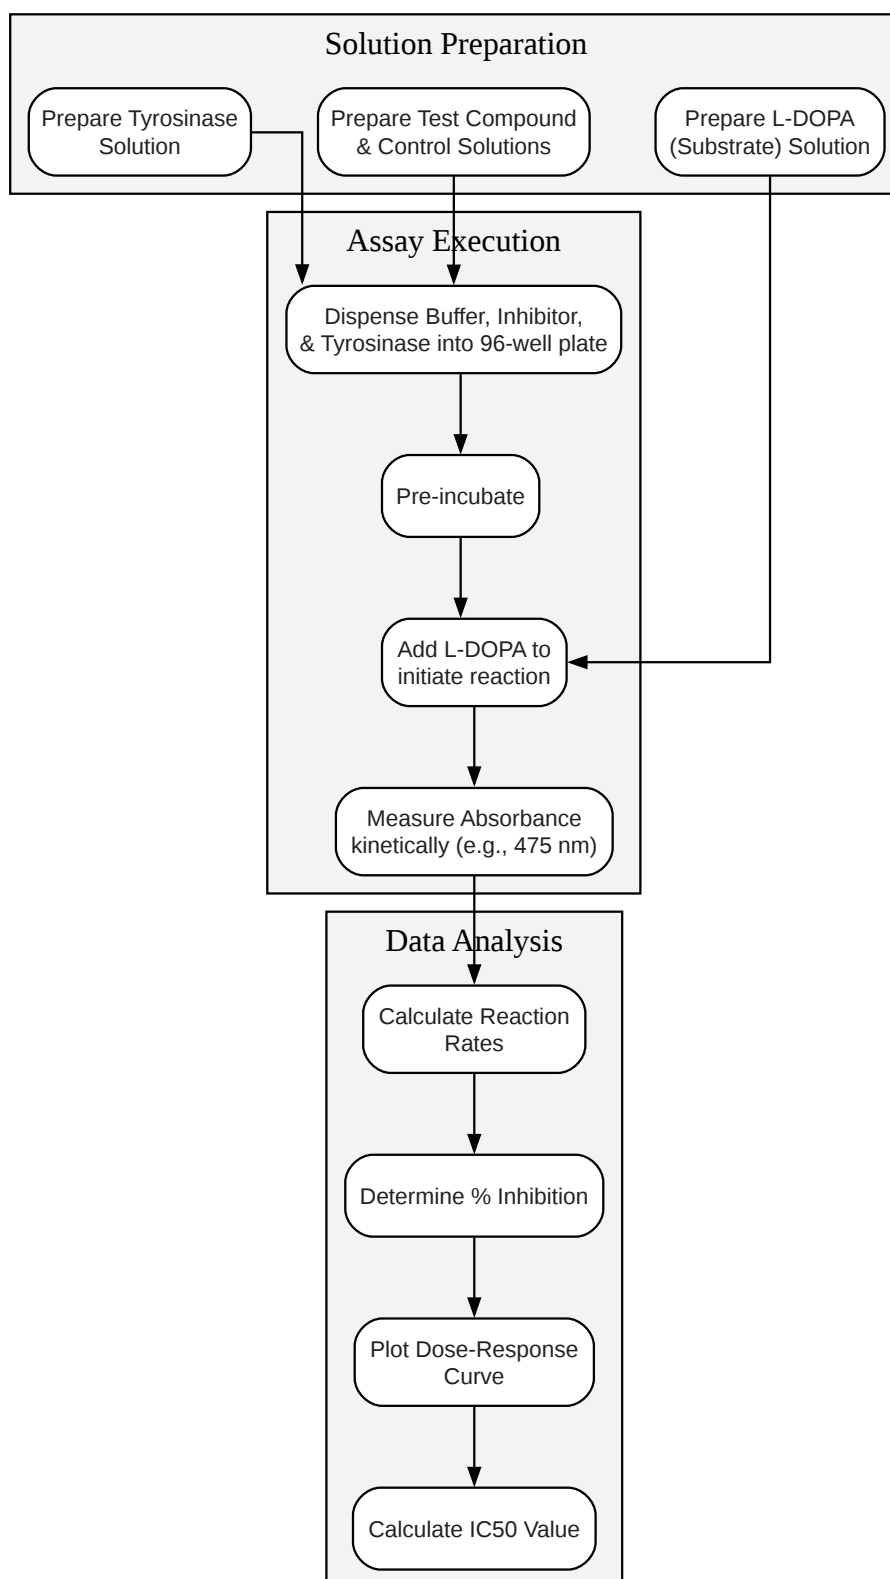 Solution Preparation
Prepare Tyrosinase
Solution
Prepare Test Compound
& Control Solutions
Prepare L-DOPA
(Substrate) Solution
Assay Execution
Dispense Buffer, Inhibitor,
& Tyrosinase into 96-well plate
Pre-incubate
Add L-DOPA to
initiate reaction
Measure Absorbance
kinetically (e.g., 475 nm)
Data Analysis
Calculate Reaction
Rates
Determine % Inhibition
Plot Dose-Response
Curve
Calculate IC50 Value